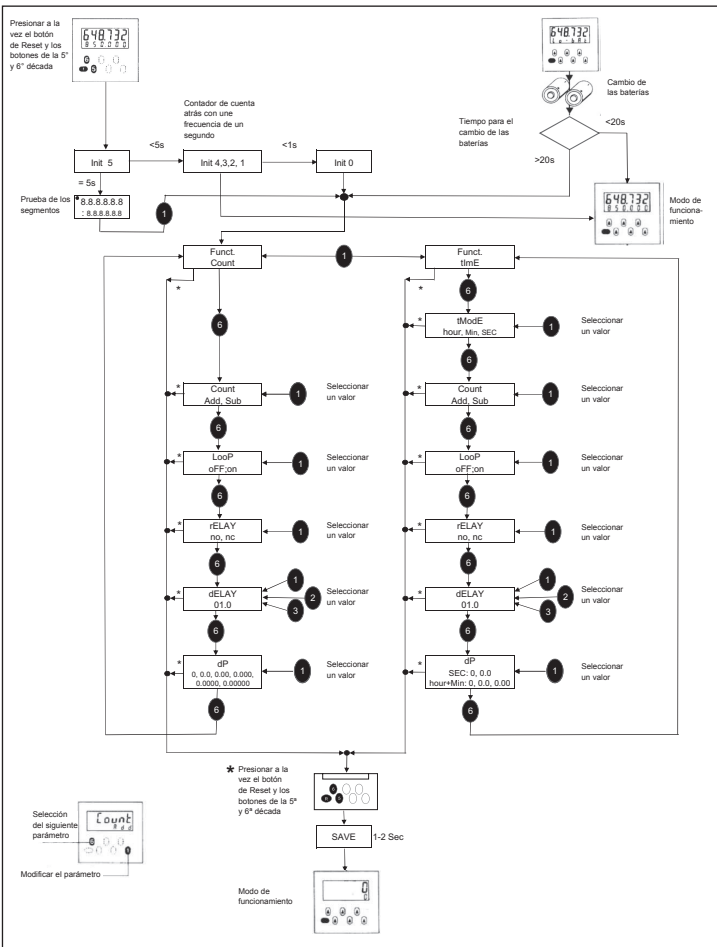 Presionar a la
vez el botón
de Reset y los
botones de la 5ª
y 6ª década
648.732
850.000
6
5
Contador de cuenta
atrás con une
frecuencia de un
segundo
648.732
Cambio de
las baterías
Tiempo para el
cambio de las
baterías
<20s
>20s
Init 5
<5s
Init 4,3,2, 1
<1s
Init 0
= 5s
Prueba de los
segmentos
8.8.8.8.8.8
: 8.8.8.8.8.8
1
648.732
850.000
Modo de
funciona-
miento
Funct.
Count
1
Funct.
tImE
*
6
*
6
*
tModE
hour, Min, SEC
1
Seleccionar
un valor
6
*
Count
Add, Sub
1
Seleccionar
un valor
*
Count
Add, Sub
1
Seleccionar
un valor
6
6
*
LooP
oFF;on
1
Seleccionar
un valor
*
LooP
oFF;on
1
Seleccionar
un valor
6
6
*
rELAY
no, nc
1
Seleccionar
un valor
*
rELAY
no, nc
1
Seleccionar
un valor
6
6
*
dELAY
01.0
1
2
3
Seleccionar
un valor
*
dELAY
01.0
1
2
3
Seleccionar
un valor
6
6
*
dP
0, 0.0, 0.00, 0.000,
0.0000, 0.00000
1
Seleccionar
un valor
*
dP
SEC: 0, 0.0
hour+Min: 0, 0.0, 0.00
1
Seleccionar
un valor
6
6
* Presionar a la
vez el botón
de Reset y los
botones de la 5ª
y 6ª década
6
R 5
SAVE
1-2 Sec
Modo de
funcionamiento
0
0
Selección
del siguiente
parámetro
Count
Add
6
1
Modificar el parámetro